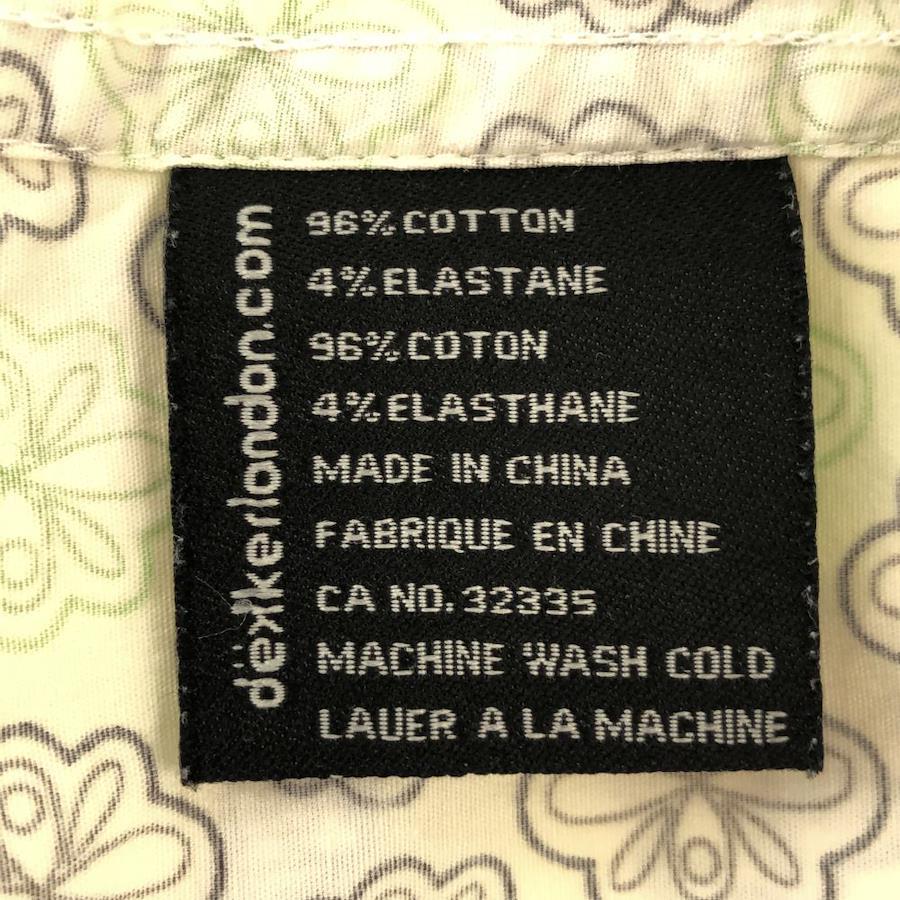 dëkkerlondon.com
96% COTTON
4% ELASTANE
96% COTON
4% ELASTHANE
MADE IN CHINA
FABRIQUE EN CHINE
CA NO. 32335
MACHINE WASH COLD
LAUER A LA MACHINE